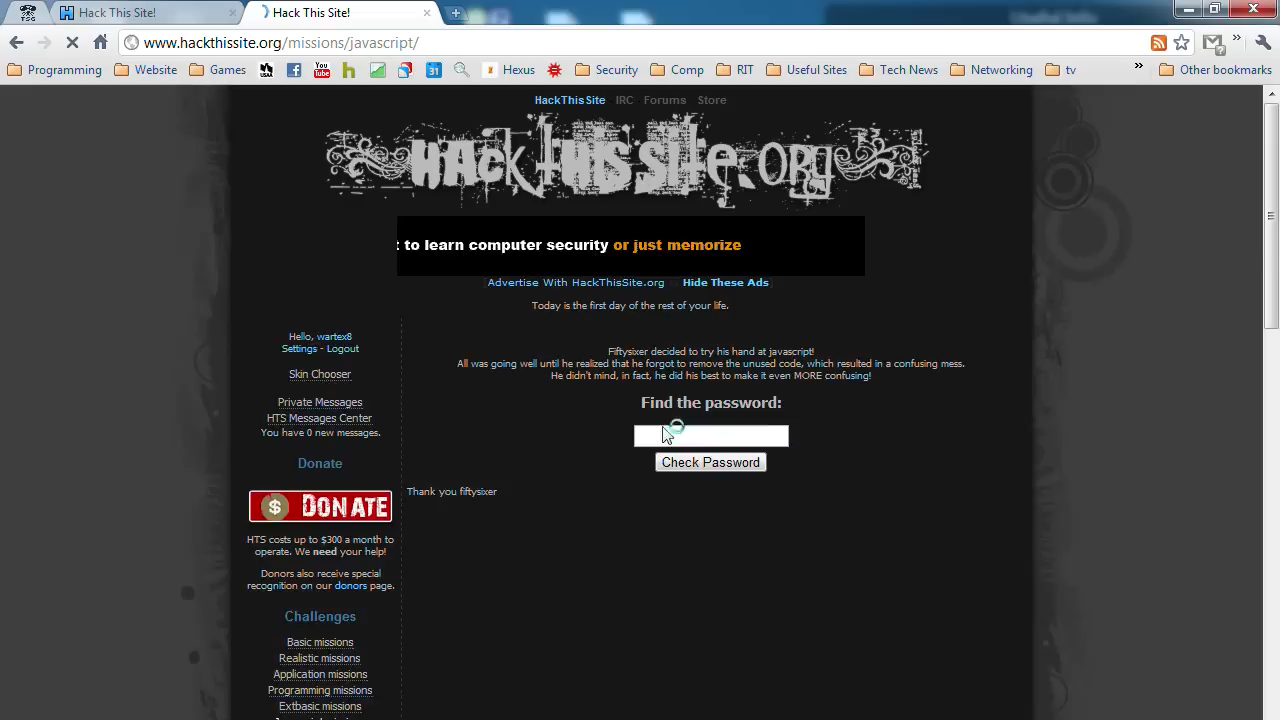 Hack This Site!
Hack This Site!
www.hackthissite.org/missions/javascript/
Programming Website Games You Tube Hexus Security Comp RIT Useful Sites Tech News Networking tv » Other bookmarks
HackThisSite IRC Forums Store
HACK THIS SITE.ORG
to learn computer security or just memorize
Advertise With HackThisSite.org Hide These Ads
Today is the first day of the rest of your life.
Hello, wartex8
Settings - Logout
Skin Chooser
Private Messages
HTS Messages Center
You have 0 new messages.
Donate
$ DONATE
HTS costs up to $300 a month to
operate. We need your help!
Donors also receive special
recognition on our donors page.
Challenges
Basic missions
Realistic missions
Application missions
Programming missions
Extbasic missions
Fiftysixer decided to try his hand at javascript!
All was going well until he realized that he forgot to remove the unused code, which resulted in a confusing mess.
He didn't mind, in fact, he did his best to make it even MORE confusing!
Find the password:
Check Password
Thank you fiftysixer